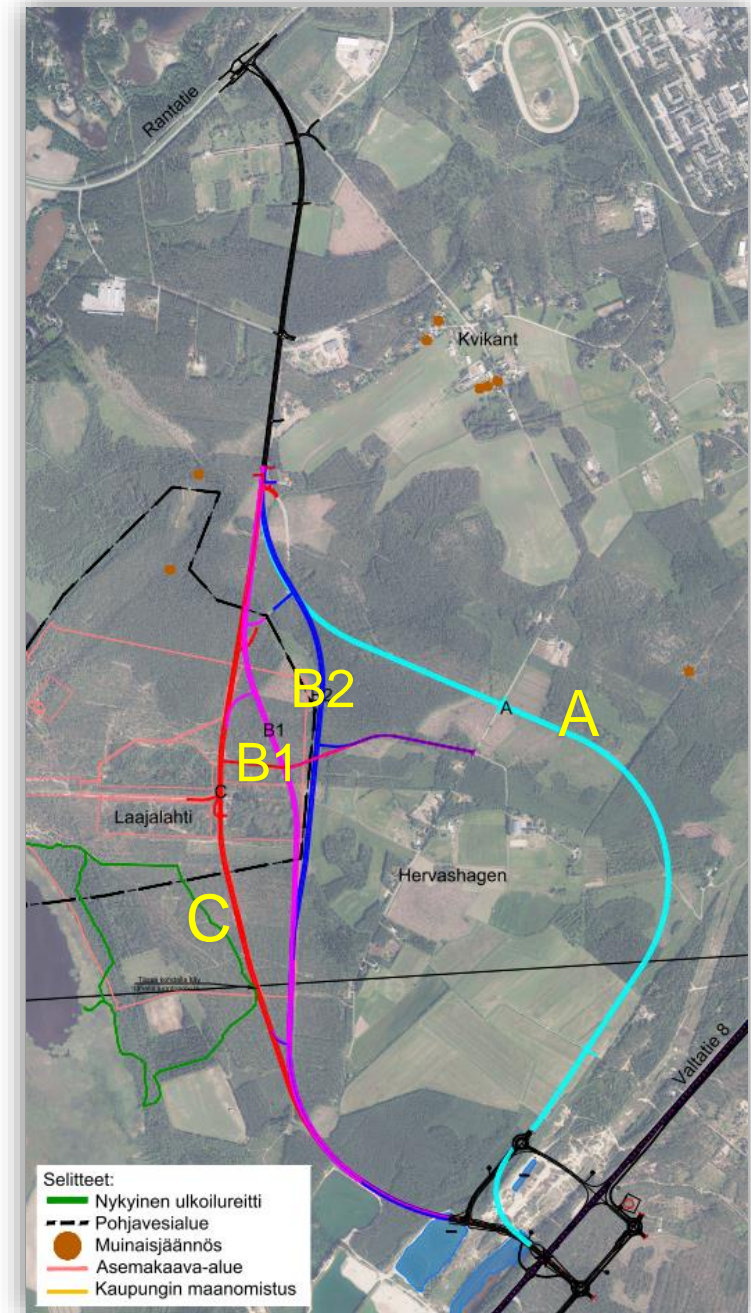 Rantatie
Kvikant
B2
A
A
B1
B1
C
Laajalahti
Hervashagen
C
Valtatie 8
Selitteet:
Nykyinen ulkoilureitti
Pohjavesialue
Muinaisjäännös
Asemakaava-alue
Kaupungin maanomistus